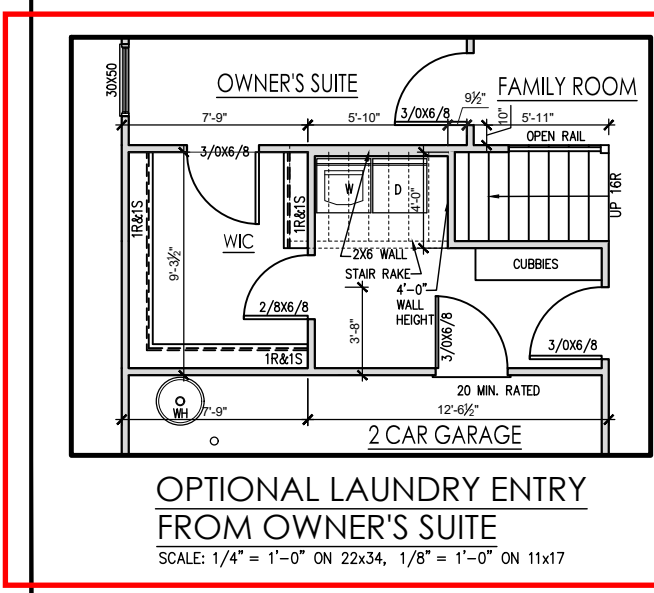 30X50
OWNER'S SUITE
FAMILY ROOM
9½"
10"
7'-9"
5'-10"
3/0X6/8
5'-11"
OPEN RAIL
3/0X6/8
W
D
4'-0"
UP 16R
1R&1S
1R&1S
WIC
9'-3½"
2X6 WALL
STAIR RAKE
CUBBIES
4'-0"
WALL
HEIGHT
2/8X6/8
3'-8"
3/0X6/8
3/0X6/8
1R&1S
20 MIN. RATED
WH
7'-9"
12'-6½"
2 CAR GARAGE
OPTIONAL LAUNDRY ENTRY
FROM OWNER'S SUITE
SCALE: 1/4" = 1'-0" ON 22x34, 1/8" = 1'-0" ON 11x17